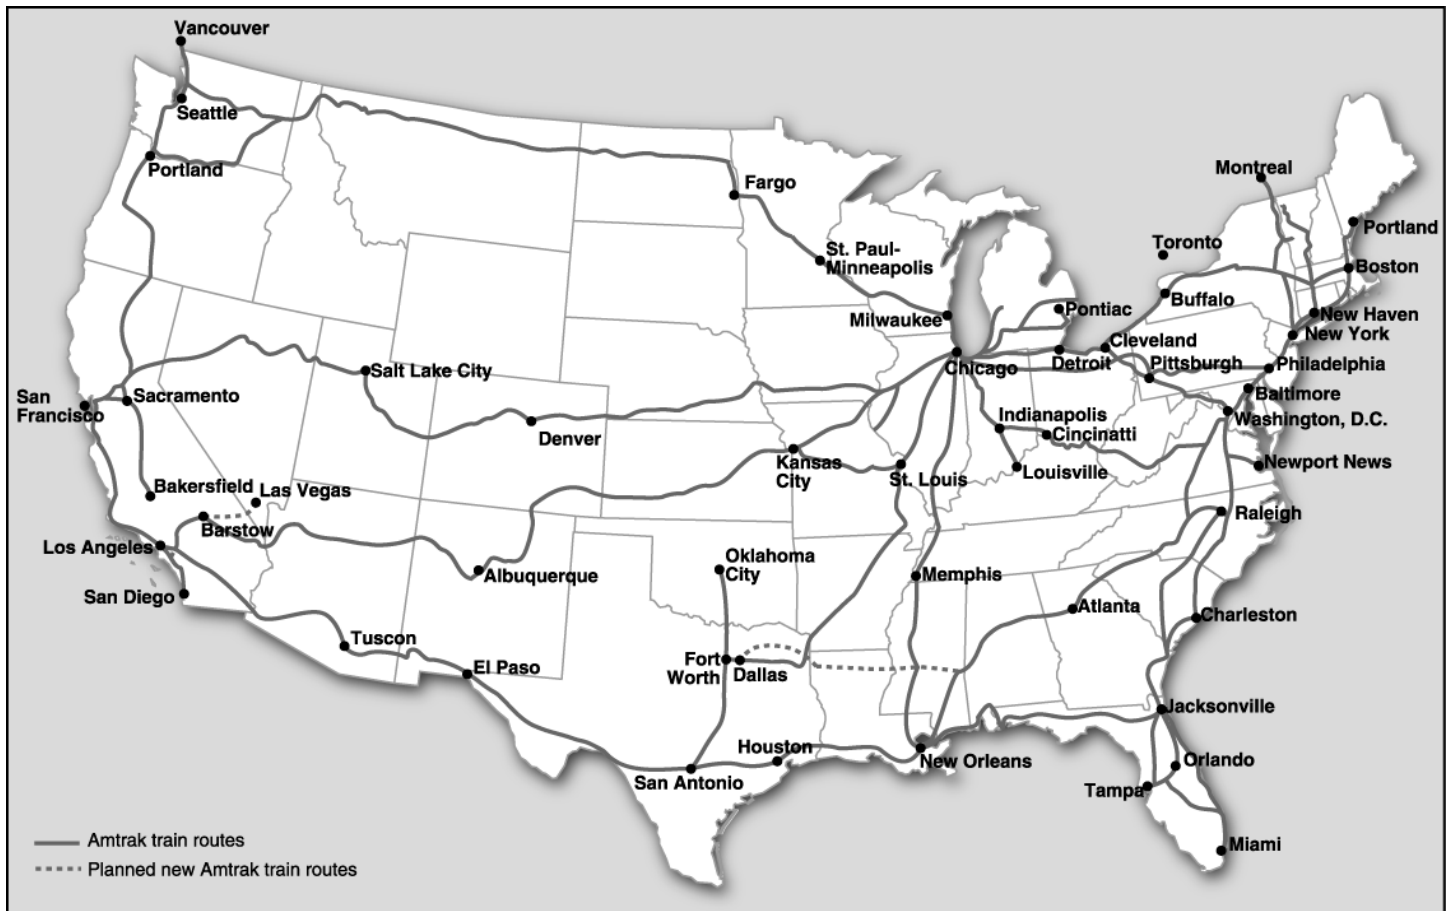 Vancouver
Seattle
Portland
Fargo
Montreal
Portland
Toronto
St. Paul-
Minneapolis
Boston
Buffalo
Pontiac
Milwaukee
New Haven
New York
Cleveland
Detroit
Pittsburgh
Philadelphia
Chicago
Salt Lake City
San
Francisco
Sacramento
Baltimore
Washington, D.C.
Denver
Indianapolis
Cincinatti
Kansas
City
St. Louis
Louisville
Newport News
Bakersfield
Las Vegas
Barstow
Raleigh
Los Angeles
Albuquerque
Oklahoma
City
Memphis
San Diego
Atlanta
Charleston
Tuscon
El Paso
Fort
Worth
Dallas
Jacksonville
Houston
New Orleans
Orlando
San Antonio
Tampa
Miami
Amtrak train routes
Planned new Amtrak train routes